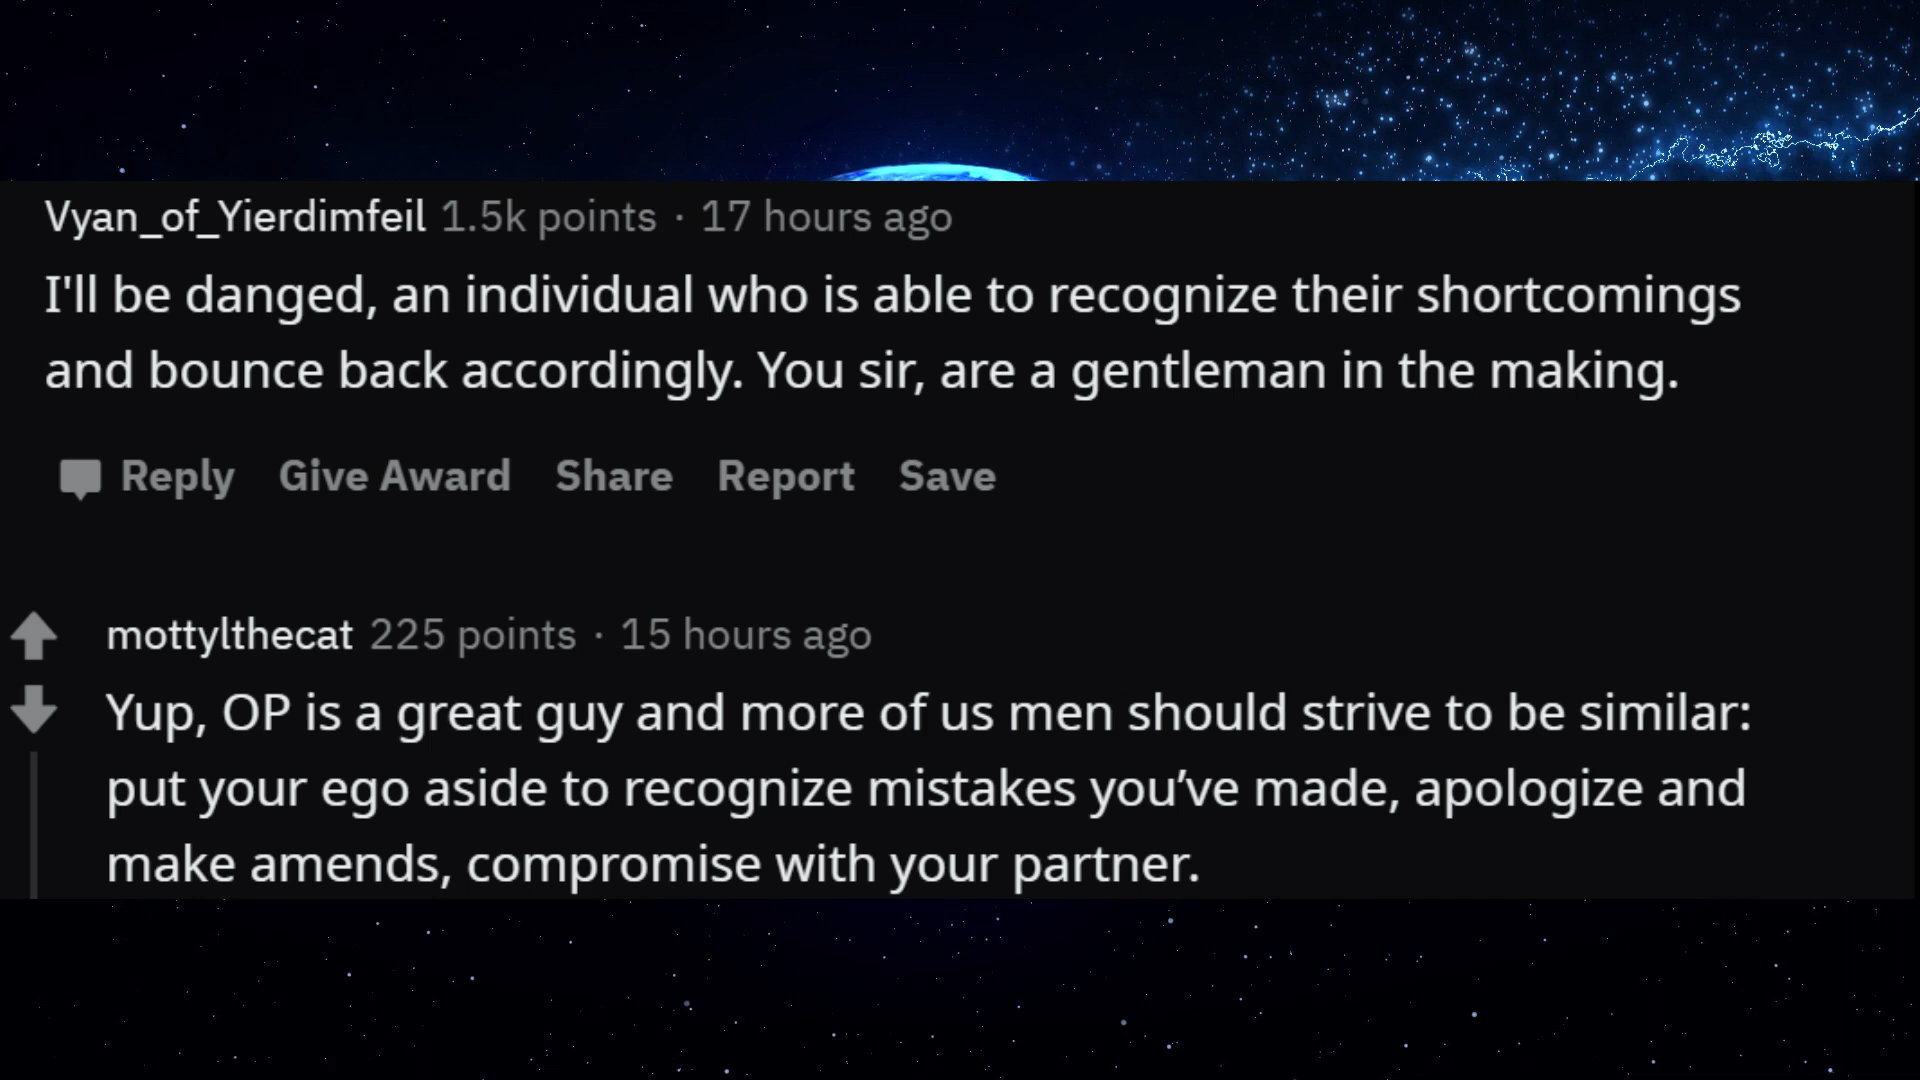 Vyan_of_Yierdimfeil 1.5k points · 17 hours ago
I'll be danged, an individual who is able to recognize their shortcomings
and bounce back accordingly. You sir, are a gentleman in the making.
Reply Give Award Share Report Save
mottylthecat 225 points · 15 hours ago
Yup, OP is a great guy and more of us men should strive to be similar:
put your ego aside to recognize mistakes you’ve made, apologize and
make amends, compromise with your partner.